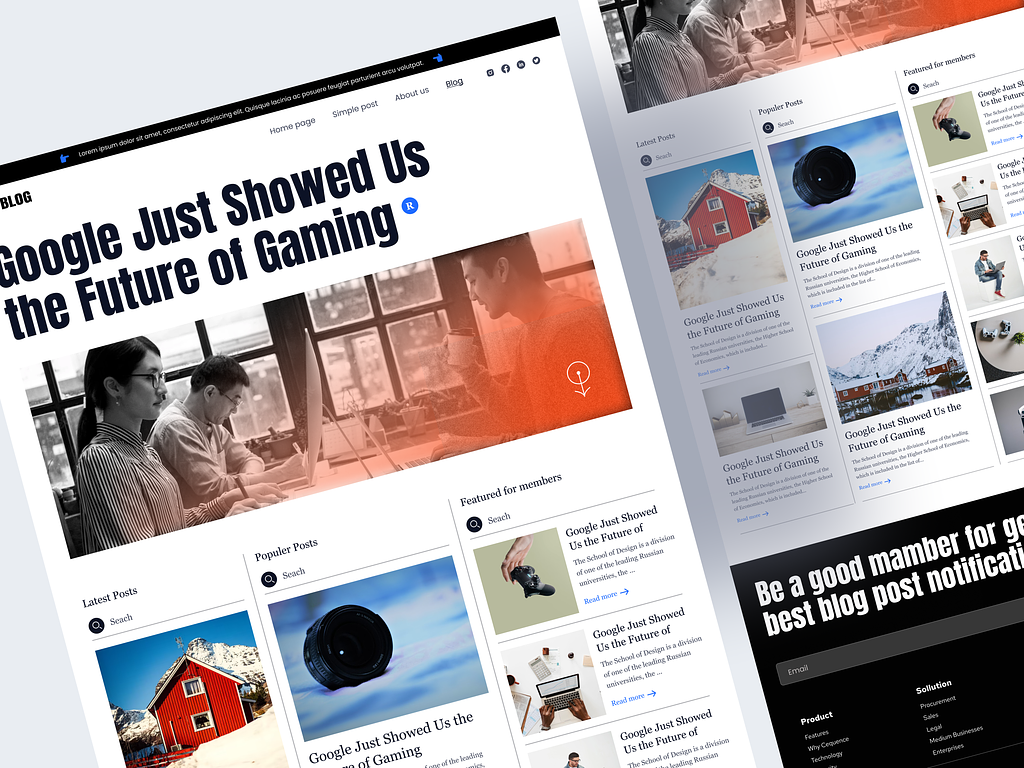 Lorem ipsum dolor sit amet, consectetur adipiscing elit. Quisque lacinia ac posuere feugiat parturient arcu volutpat.
BLOG
Home page
Simple post
About us
Blog
Google Just Showed Us
the Future of Gaming
R
Latest Posts
Seach
Populer Posts
Seach
Google Just Showed Us the
Future of Gaming
Featured for members
Seach
Google Just Showed
Us the Future of
The School of Design is a division
of one of the leading Russian
universities, the ...
Read more
Google Just Showed
Us the Future of
The School of Design is a division
of one of the leading Russian
universities, the ...
Read more
Google Just Showed
Us the Future of
The School of Design is a division
of one of the leading Russian
Latest Posts
Seach
Google Just Showed Us
the Future of Gaming
The School of Design is a division of one of the
leading Russian universities, the Higher School of
Economics, which is included...
Read more
Google Just Showed Us
the Future of Gaming
The School of Design is a division of one of the
leading Russian universities, the Higher School of
Economics, which is included...
Read more
Populer Posts
Seach
Google Just Showed Us the
Future of Gaming
The School of Design is a division of one of the leading
Russian universities, the Higher School of Economics,
which is included in the list of...
Read more
Google Just Showed Us the
Future of Gaming
The School of Design is a division of one of the leading
Russian universities, the Higher School of Economics,
which is included in the list of...
Read more
Featured for members
Seach
Google Just
Us the Futur
Read more
Be a good mamber for
best blog post
Email
Product
Features
Why Cequence
Technology
Sollution
Procurement
Sales
Legal
Medium Businesses
Enterprises